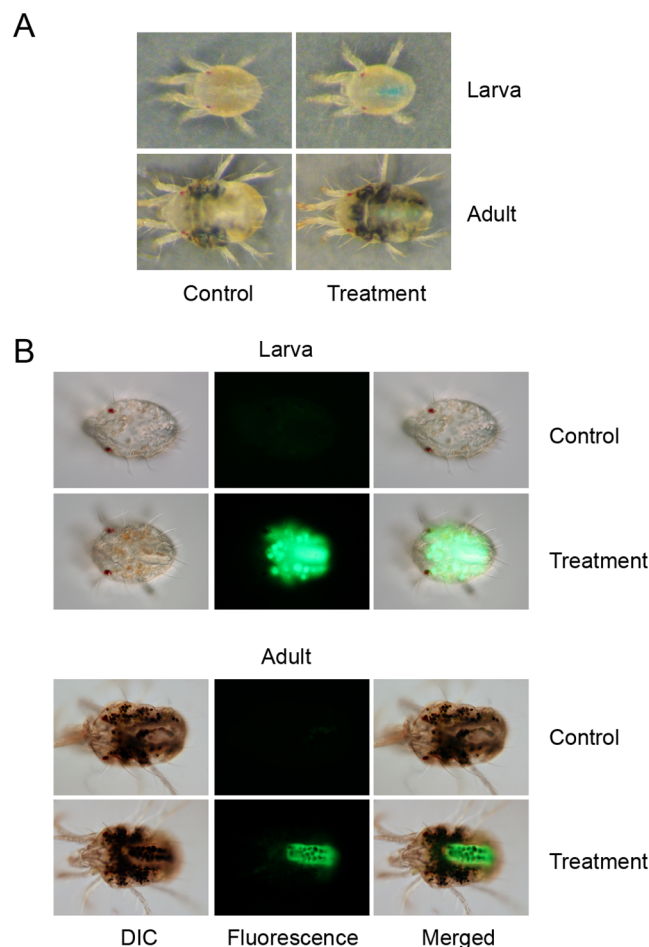 A
Larva
Adult
Control Treatment
B
Larva
Control
Treatment
Adult
Control
Treatment
DIC Fluorescence Merged